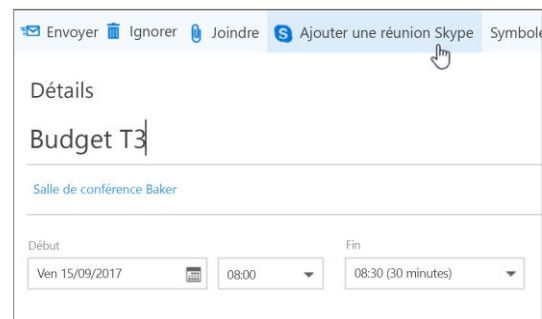 Envoyer Ignorer Joindre Ajouter une réunion Skype Symbole
Détails
Budget T3
Salle de conférence Baker
Début Fin
Ven 15/09/2017 08:00 08:30 (30 minutes)